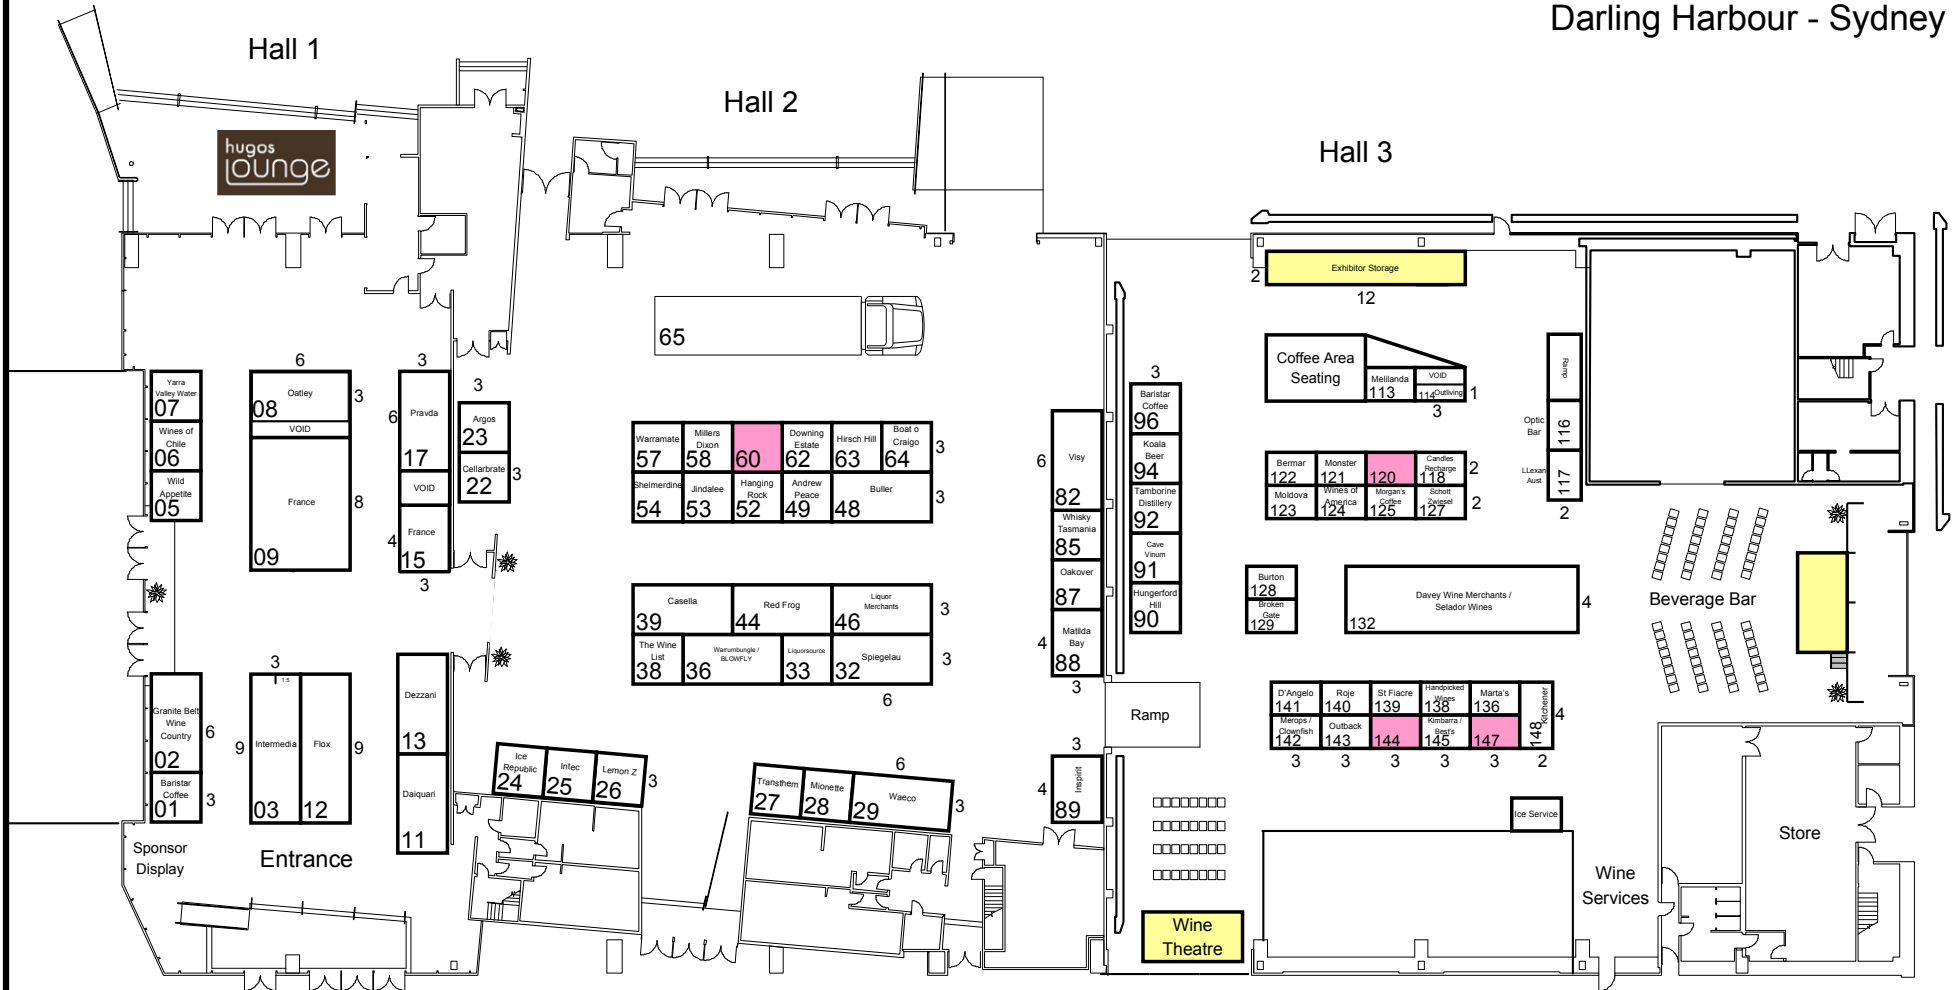 Darling Harbour - Sydney
Hall 1
Hall 2
Hall 3
hugos
lounge
Exhibitor Storage
2
12
65
6
3
3
3
Yarra
Valley Water
07
Wines of
Chile
06
Wild
Appetite
05
Oatley
08
3
VOID
France
09
8
6
Pravda
17
VOID
4
France
15
3
Argos
23
Cellarbrate
22
3
Warramate
57
Millers
Dixon
58
60
Downing
Estate
62
Hirsch Hill
63
Boat o
Craigo
64
3
Shelmerdine
54
Jindalee
53
Hanging
Rock
52
Andrew
Peace
49
Buller
48
3
6
Visy
82
Whisky
Tasmania
85
Oakover
87
4
Matilda
Bay
88
3
3
Baristar
Coffee
96
Koala
Beer
94
Tamborine
Distillery
92
Cave
Vinum
91
Hungerford
Hill
90
Coffee Area
Seating
Melilanda
113
VOID
114
Outliving
1
3
Ramp
Optic
Bar
116
LLexan
Aust
117
2
Bermar
122
Monster
121
120
Candles
Recharge
118
2
Moldova
123
Wines of
America
124
Morgan's
Coffee
125
Schott
Zwiesel
127
2
Burton
128
Broken
Gate
129
Davey Wine Merchants /
Selador Wines
132
4
Beverage Bar
Casella
39
Red Frog
44
Liquor
Merchants
46
3
The Wine
List
38
Warrumbungle /
BLOWFLY
36
Liquorsource
33
Spiegelau
32
3
6
3
1.5
Granite Belt
Wine
Country
02
6
Baristar
Coffee
01
3
9
Intermedia
03
Flox
12
9
Dezzani
13
Daiquari
11
Ice
Republic
24
Intec
25
Lemon Z
26
3
Transthem
27
Mionette
28
6
Waeco
29
3
3
4
Inspirit
89
Ramp
D'Angelo
141
Roje
140
St Fiacre
139
Handpicked
Wines
138
Marta's
136
148
Kitchener
4
Merops /
Clownfish
142
Outback
143
144
Kimbarra /
Best's
145
147
3
3
3
3
3
2
Ice Service
Sponsor
Display
Entrance
Wine
Theatre
Wine
Services
Store